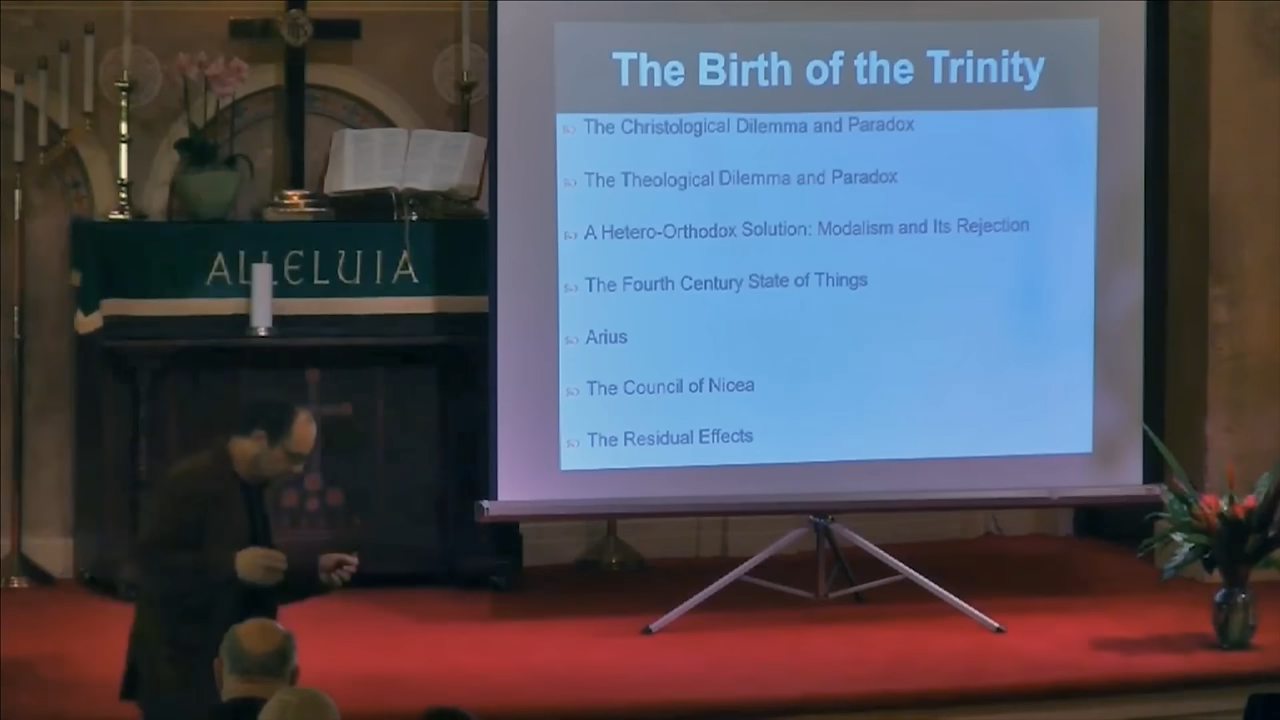 The Birth of the Trinity
The Christological Dilemma and Paradox
The Theological Dilemma and Paradox
A Hetero-Orthodox Solution: Modalism and Its Rejection
The Fourth Century State of Things
Arius
The Council of Nicea
The Residual Effects
ALLELUIA